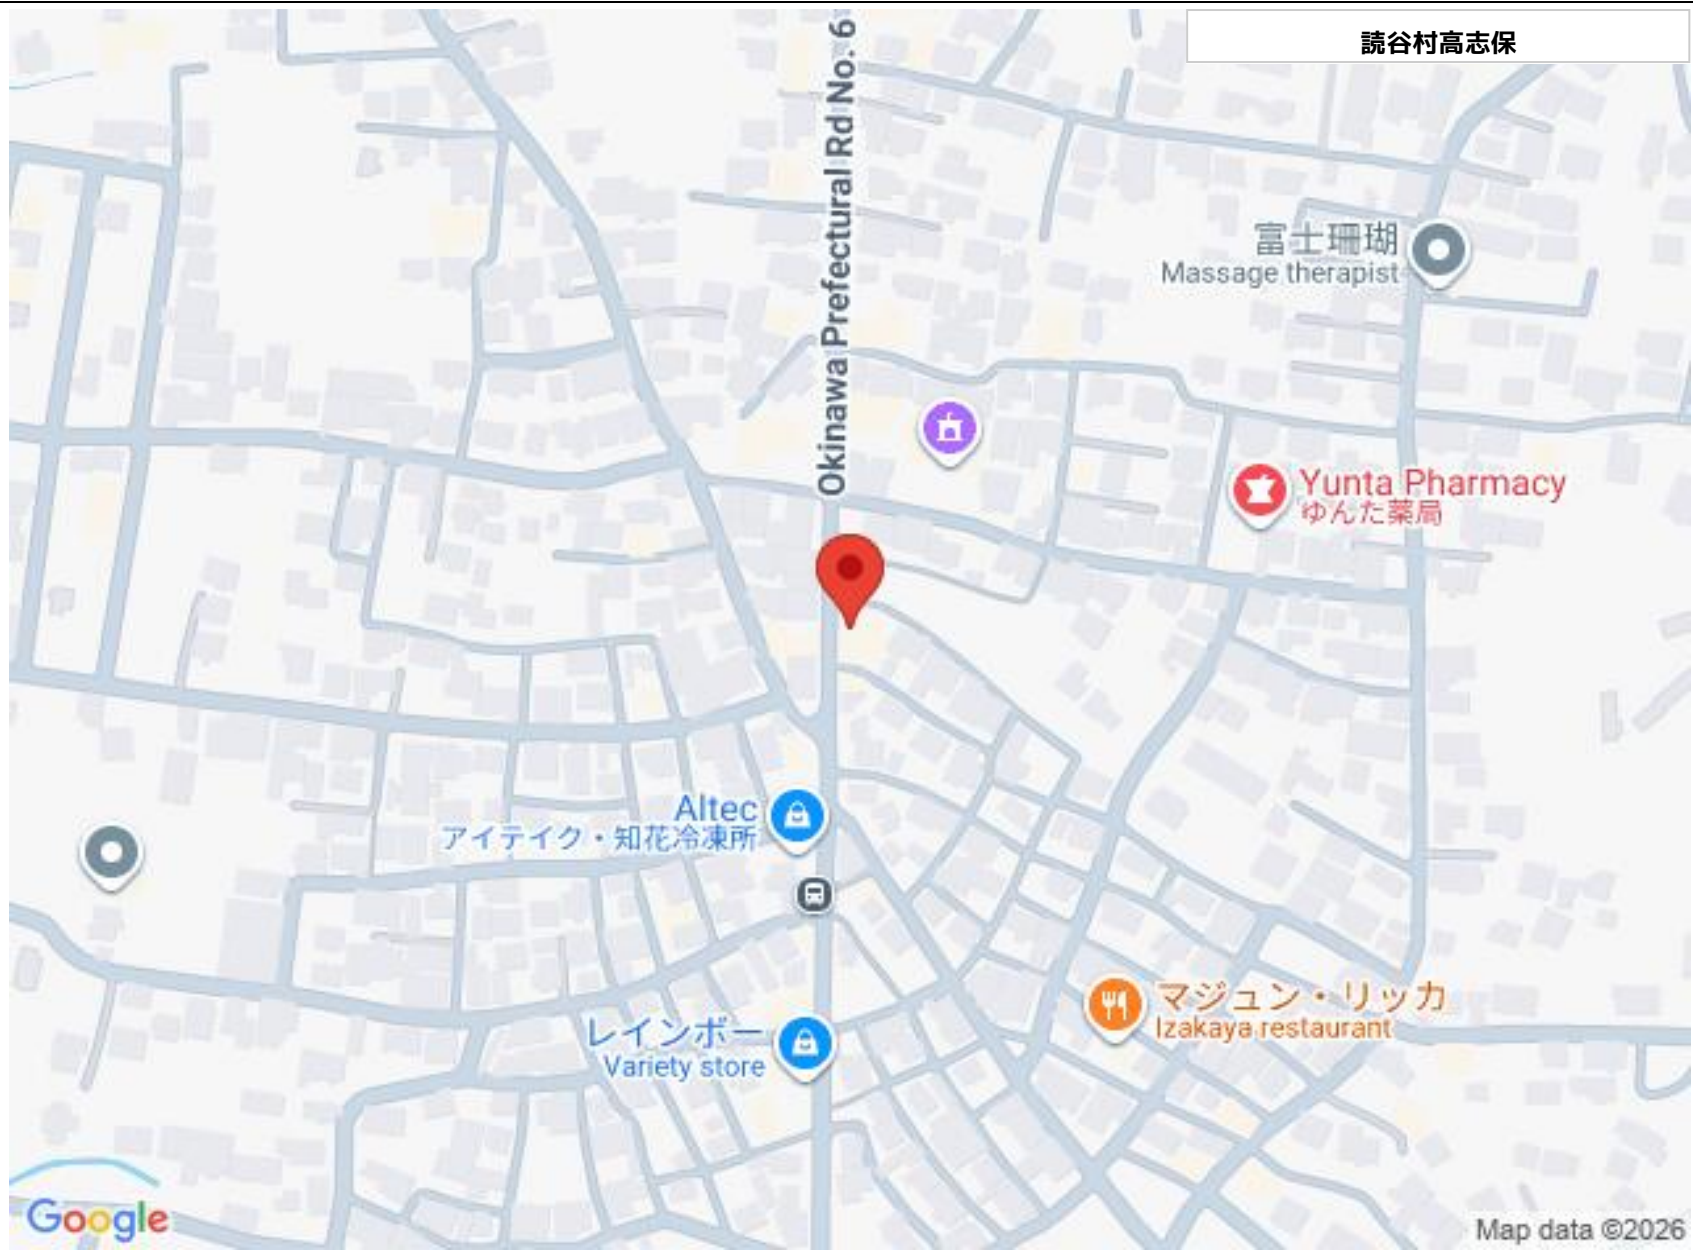 読谷村高志保
Okinawa Prefectural Rd No. 6
富士珊瑚
Massage therapist
Yunta Pharmacy
ゆんた薬局
Altec
アイテイク・知花冷凍所
マジュン・リッカ
Izakaya restaurant
レインボー
Variety store
Google
Map data ©2026